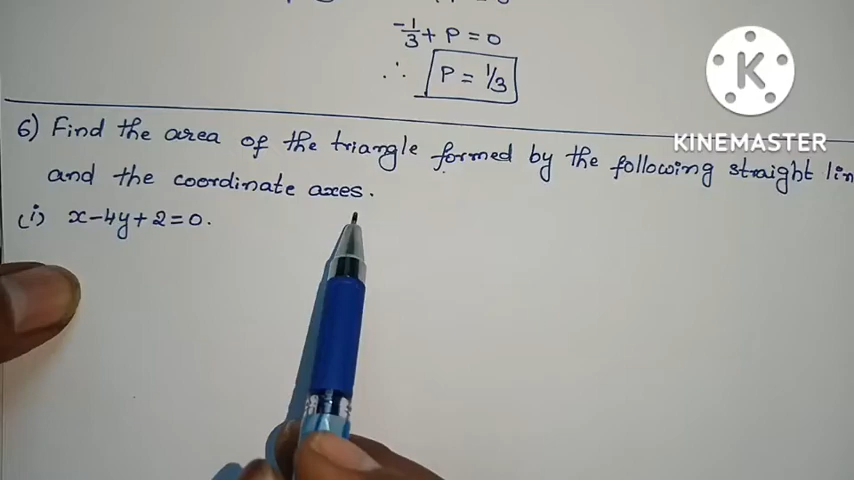 -1/3 + P = 0
∴ P = 1/3
KINEMASTER
6) Find the area of the triangle formed by the following straight
and the coordinate axes.
(i) x-4y+2=0.